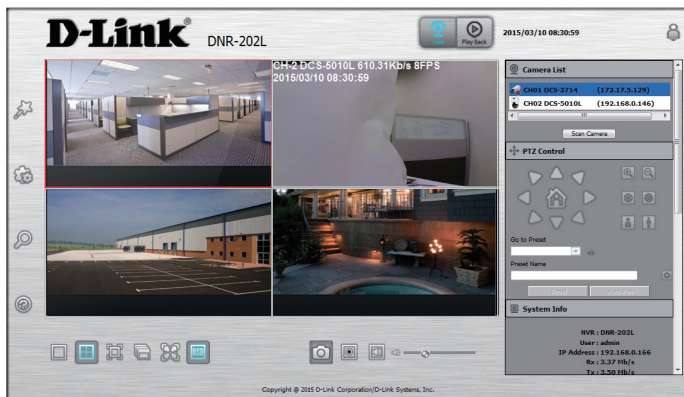 D-Link®
DNR-202L
Play Back
2015/03/10 08:30:59
CH-2 DCS-5010L 610.31Kb/s 8FPS
2015/03/10 08:30:59
Camera List
CH01 DCS-3714 (172.17.5.129)
CH02 DCS-5010L (192.168.0.146)
Scan Camera
PTZ Control
Go to Preset
Preset Name
Patrol Auto Pan
System Info
NVR : DNR-202L
User : admin
IP Address : 192.168.0.166
Rx : 3.37 Mb/s
Tx : 3.50 Mb/s
OSD
Copyright @ 2015 D-Link Corporation/D-Link Systems, Inc.